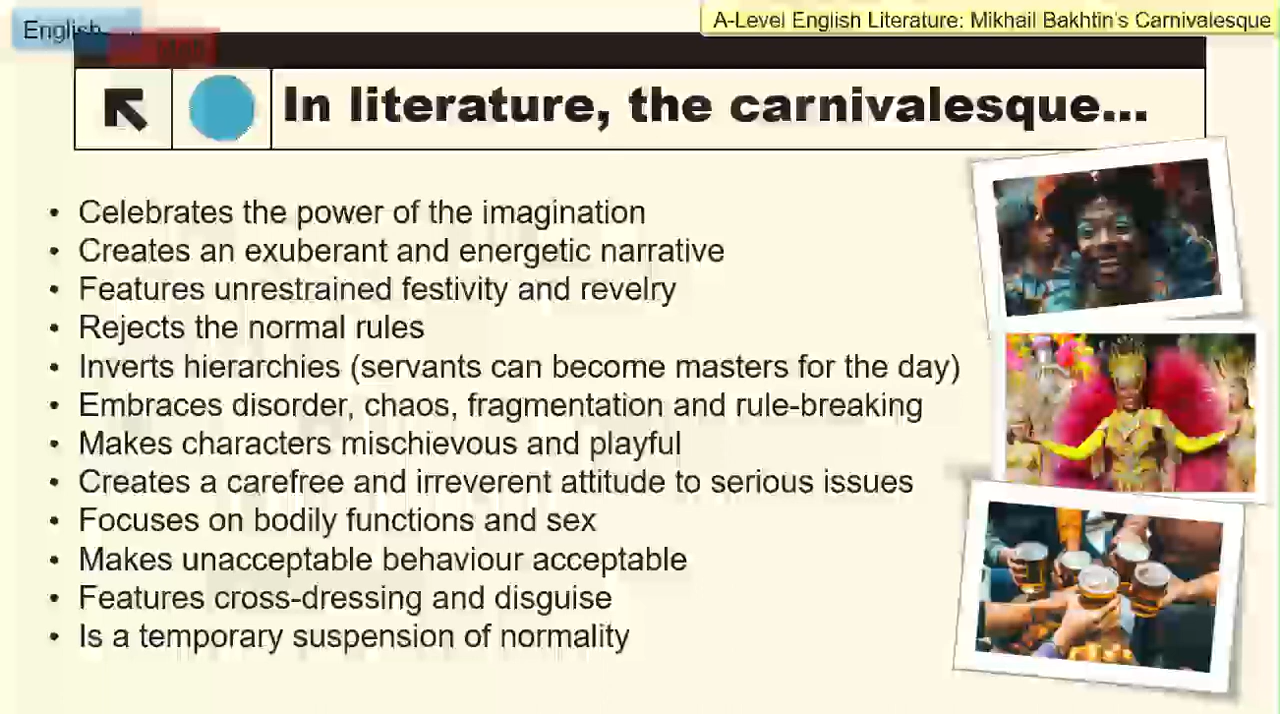 English
A-Level English Literature: Mikhail Bakhtin's Carnivalesque
In literature, the carnivalesque...
• Celebrates the power of the imagination
• Creates an exuberant and energetic narrative
• Features unrestrained festivity and revelry
• Rejects the normal rules
• Inverts hierarchies (servants can become masters for the day)
• Embraces disorder, chaos, fragmentation and rule-breaking
• Makes characters mischievous and playful
• Creates a carefree and irreverent attitude to serious issues
• Focuses on bodily functions and sex
• Makes unacceptable behaviour acceptable
• Features cross-dressing and disguise
• Is a temporary suspension of normality